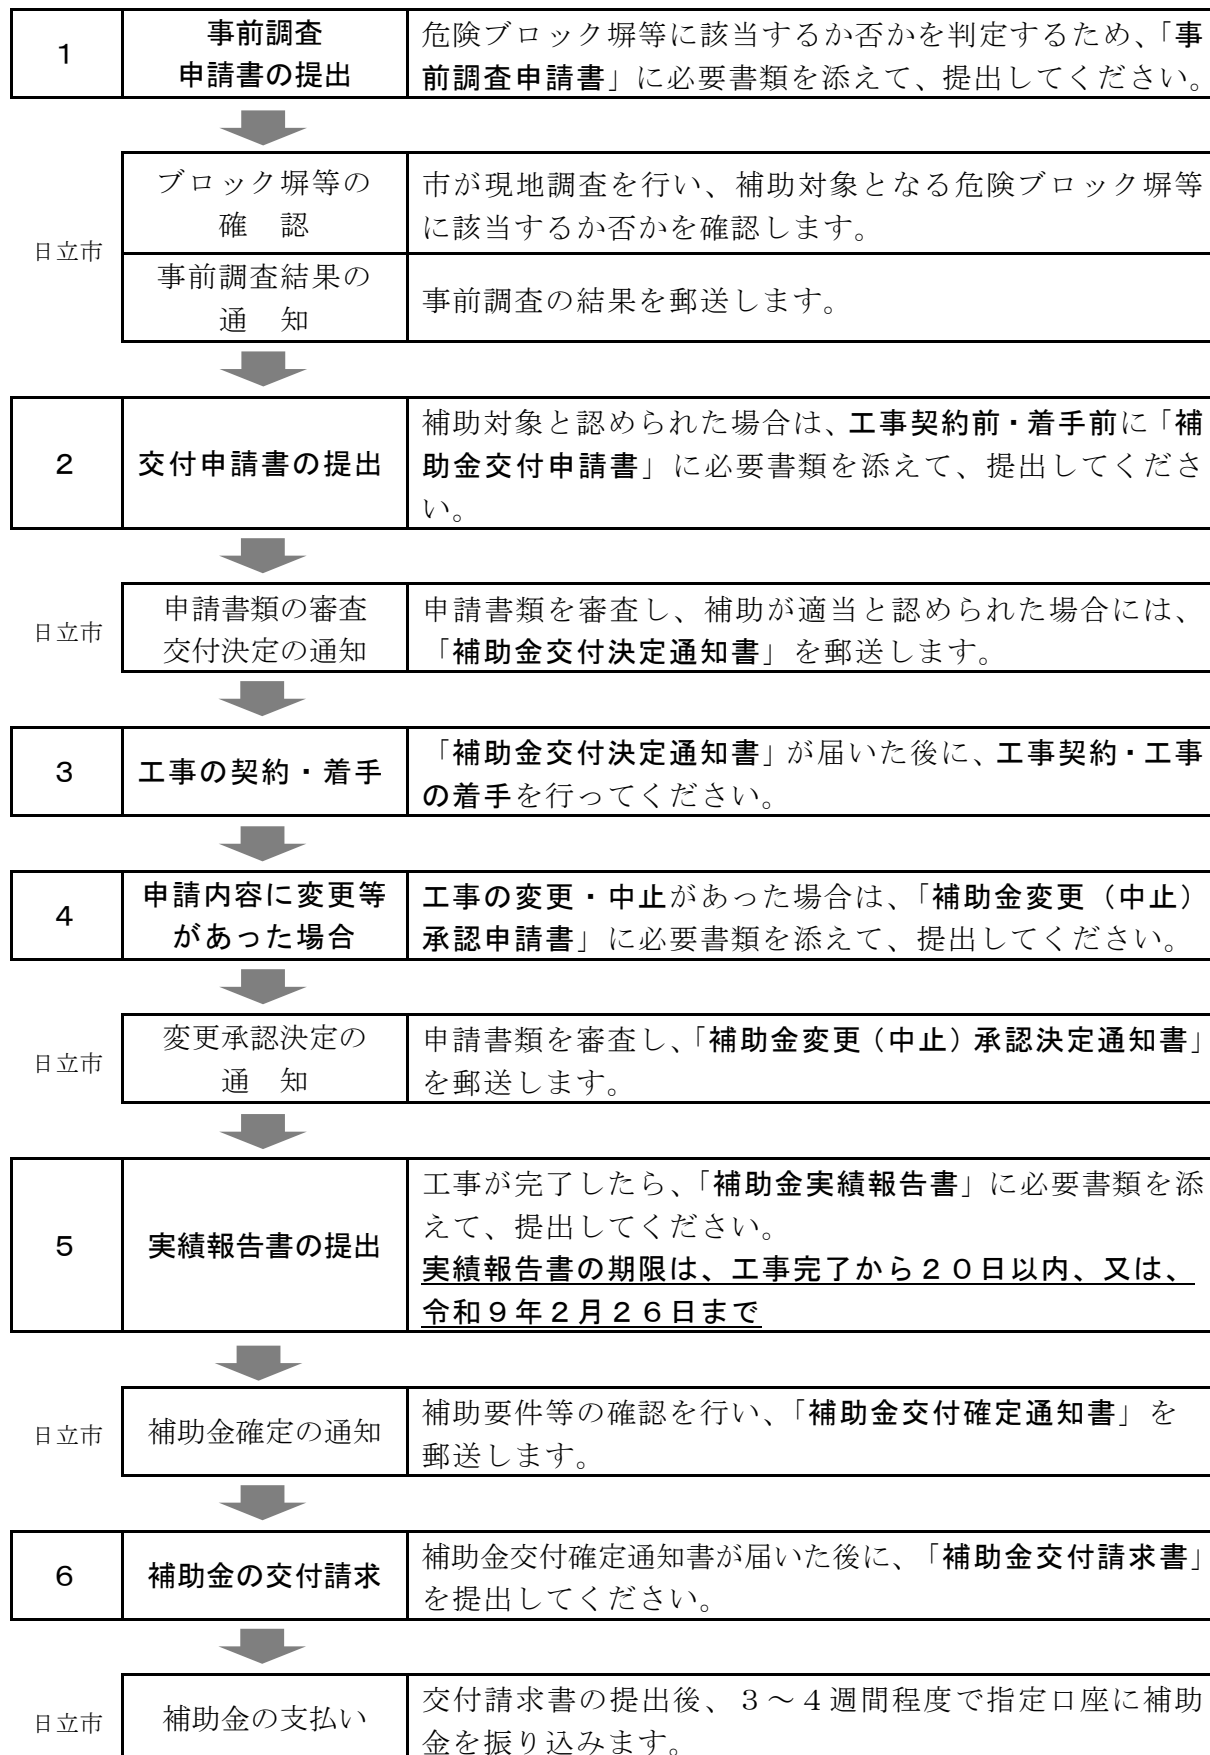 1
事前調査
申請書の提出
危険ブロック塀等に該当するか否かを判定するため、「事
前調査申請書」に必要書類を添えて、提出してください。
日立市
ブロック塀等の
確　認
市が現地調査を行い、補助対象となる危険ブロック塀等
に該当するか否かを確認します。
事前調査結果の
通　知
事前調査の結果を郵送します。
2
交付申請書の提出
補助対象と認められた場合は、工事契約前・着手前に「補
助金交付申請書」に必要書類を添えて、提出してくださ
い。
日立市
申請書類の審査
交付決定の通知
申請書類を審査し、補助が適当と認められた場合には、
「補助金交付決定通知書」を郵送します。
3
工事の契約・着手
「補助金交付決定通知書」が届いた後に、工事契約・工事
の着手を行ってください。
4
申請内容に変更等
があった場合
工事の変更・中止があった場合は、「補助金変更（中止）
承認申請書」に必要書類を添えて、提出してください。
日立市
変更承認決定の
通　知
申請書類を審査し、「補助金変更（中止）承認決定通知書」
を郵送します。
5
実績報告書の提出
工事が完了したら、「補助金実績報告書」に必要書類を添
えて、提出してください。
実績報告書の期限は、工事完了から２０日以内、又は、
令和９年２月２６日まで
日立市
補助金確定の通知
補助要件等の確認を行い、「補助金交付確定通知書」を
郵送します。
6
補助金の交付請求
補助金交付確定通知書が届いた後に、「補助金交付請求書」
を提出してください。
日立市
補助金の支払い
交付請求書の提出後、３～４週間程度で指定口座に補助
金を振り込みます。